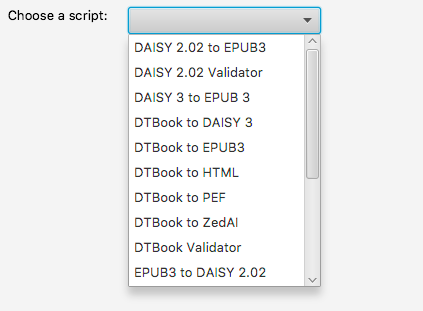 Choose a script:
DAISY 2.02 to EPUB3
DAISY 2.02 Validator
DAISY 3 to EPUB 3
DTBook to DAISY 3
DTBook to EPUB3
DTBook to HTML
DTBook to PEF
DTBook to ZedAI
DTBook Validator
EPUB3 to DAISY 2.02